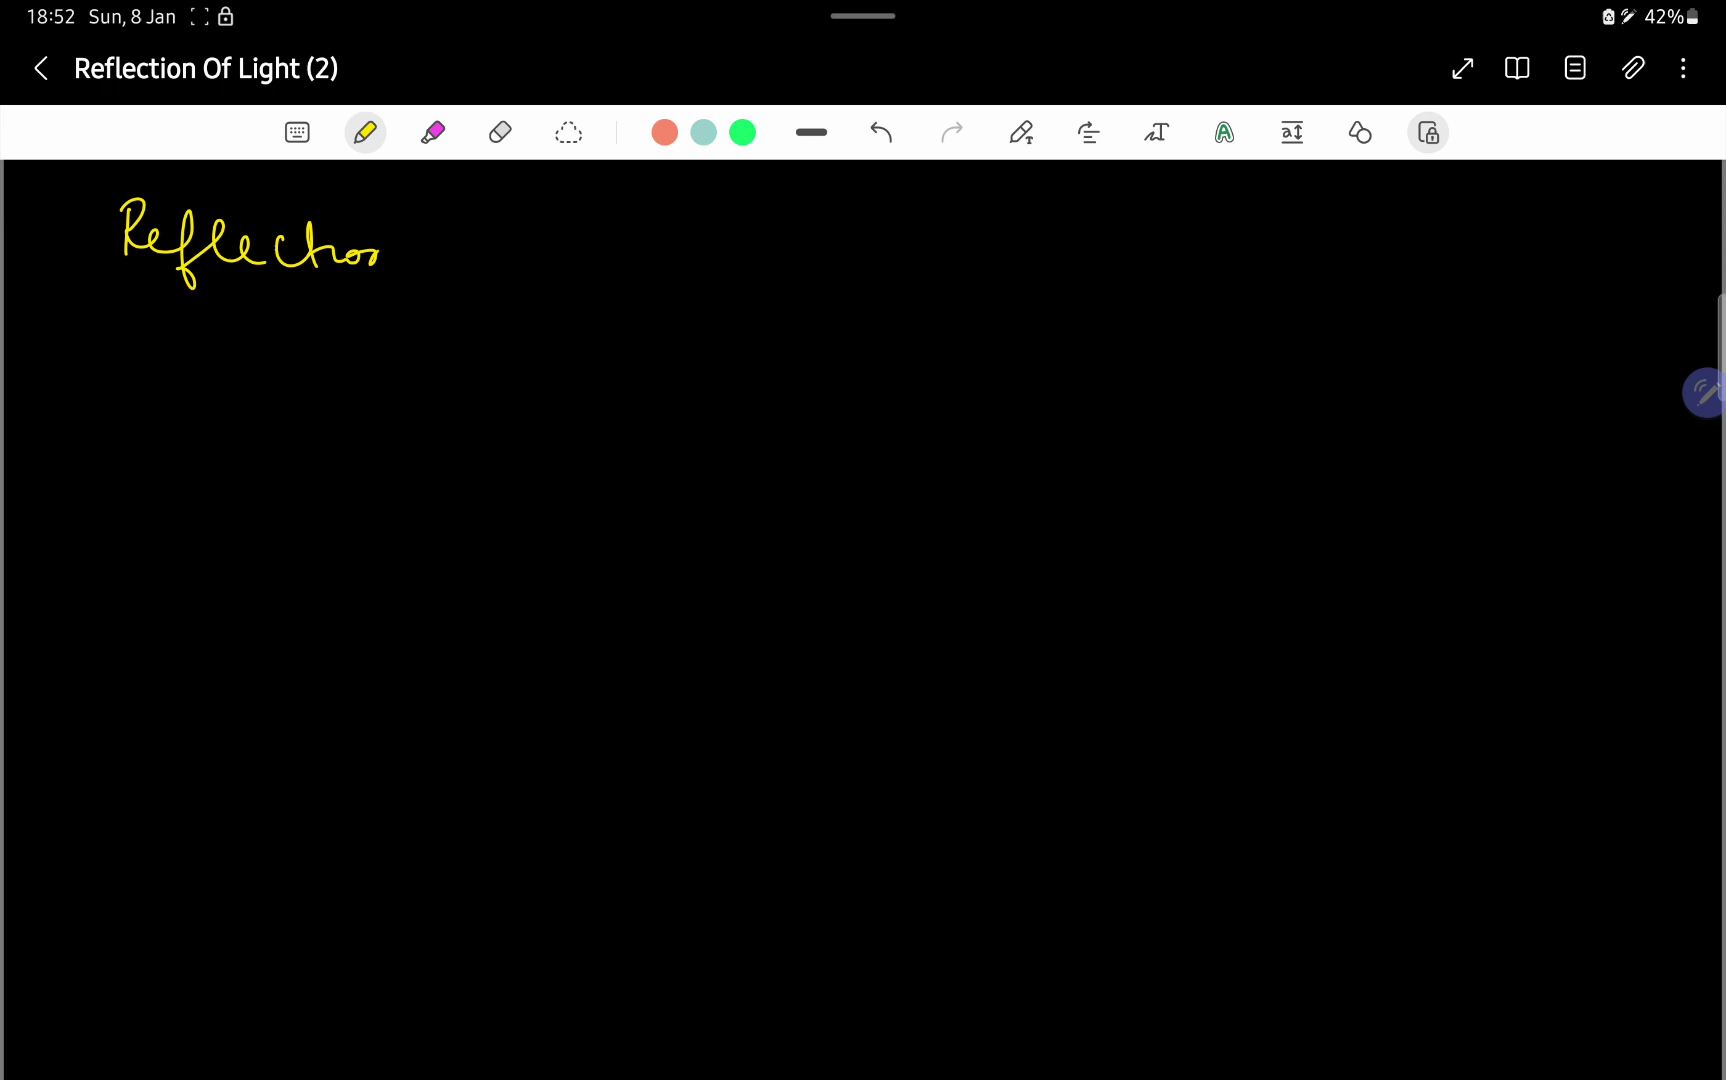 18:52 Sun, 8 Jan 42%
Reflection Of Light (2)
Reflection